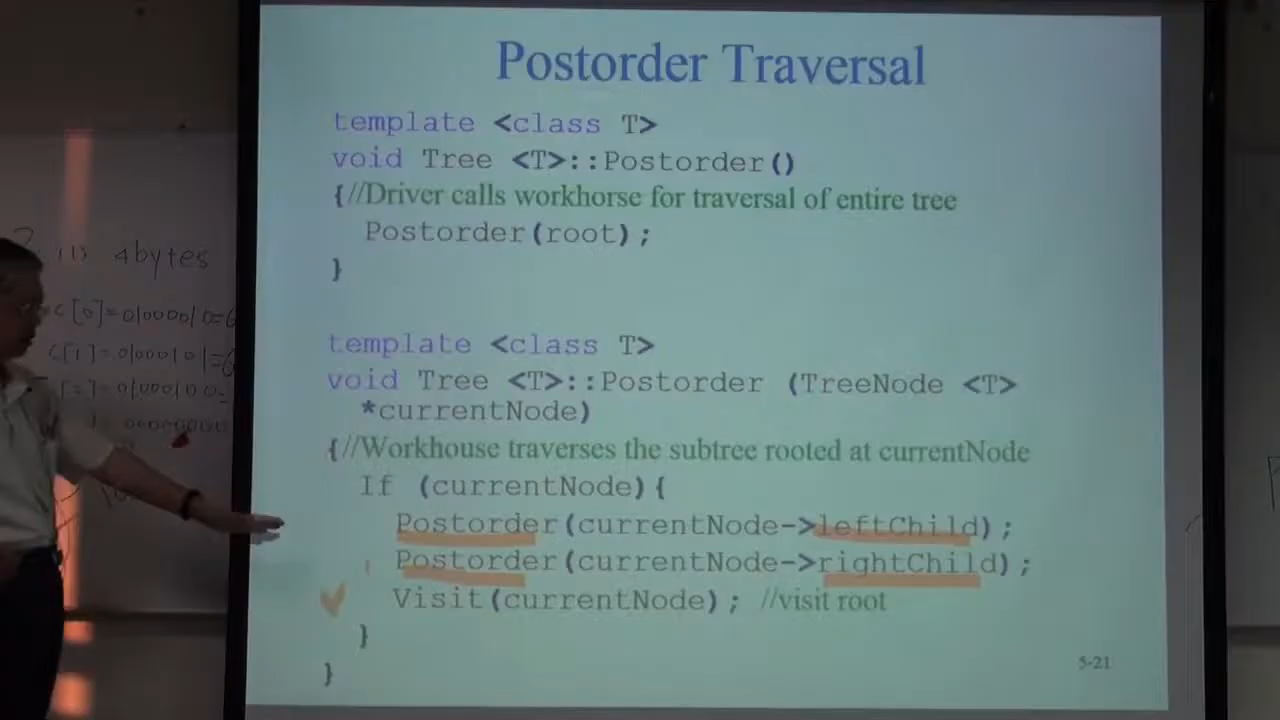 Postorder Traversal
template <class T>
void Tree <T>::Postorder()
{//Driver calls workhorse for traversal of entire tree
Postorder(root);
}
template <class T>
void Tree <T>::Postorder (TreeNode <T>
*currentNode)
{//Workhouse traverses the subtree rooted at currentNode
If (currentNode){
Postorder(currentNode->leftChild);
Postorder(currentNode->rightChild);
Visit(currentNode); //visit root
}
}
5-21
4bytes